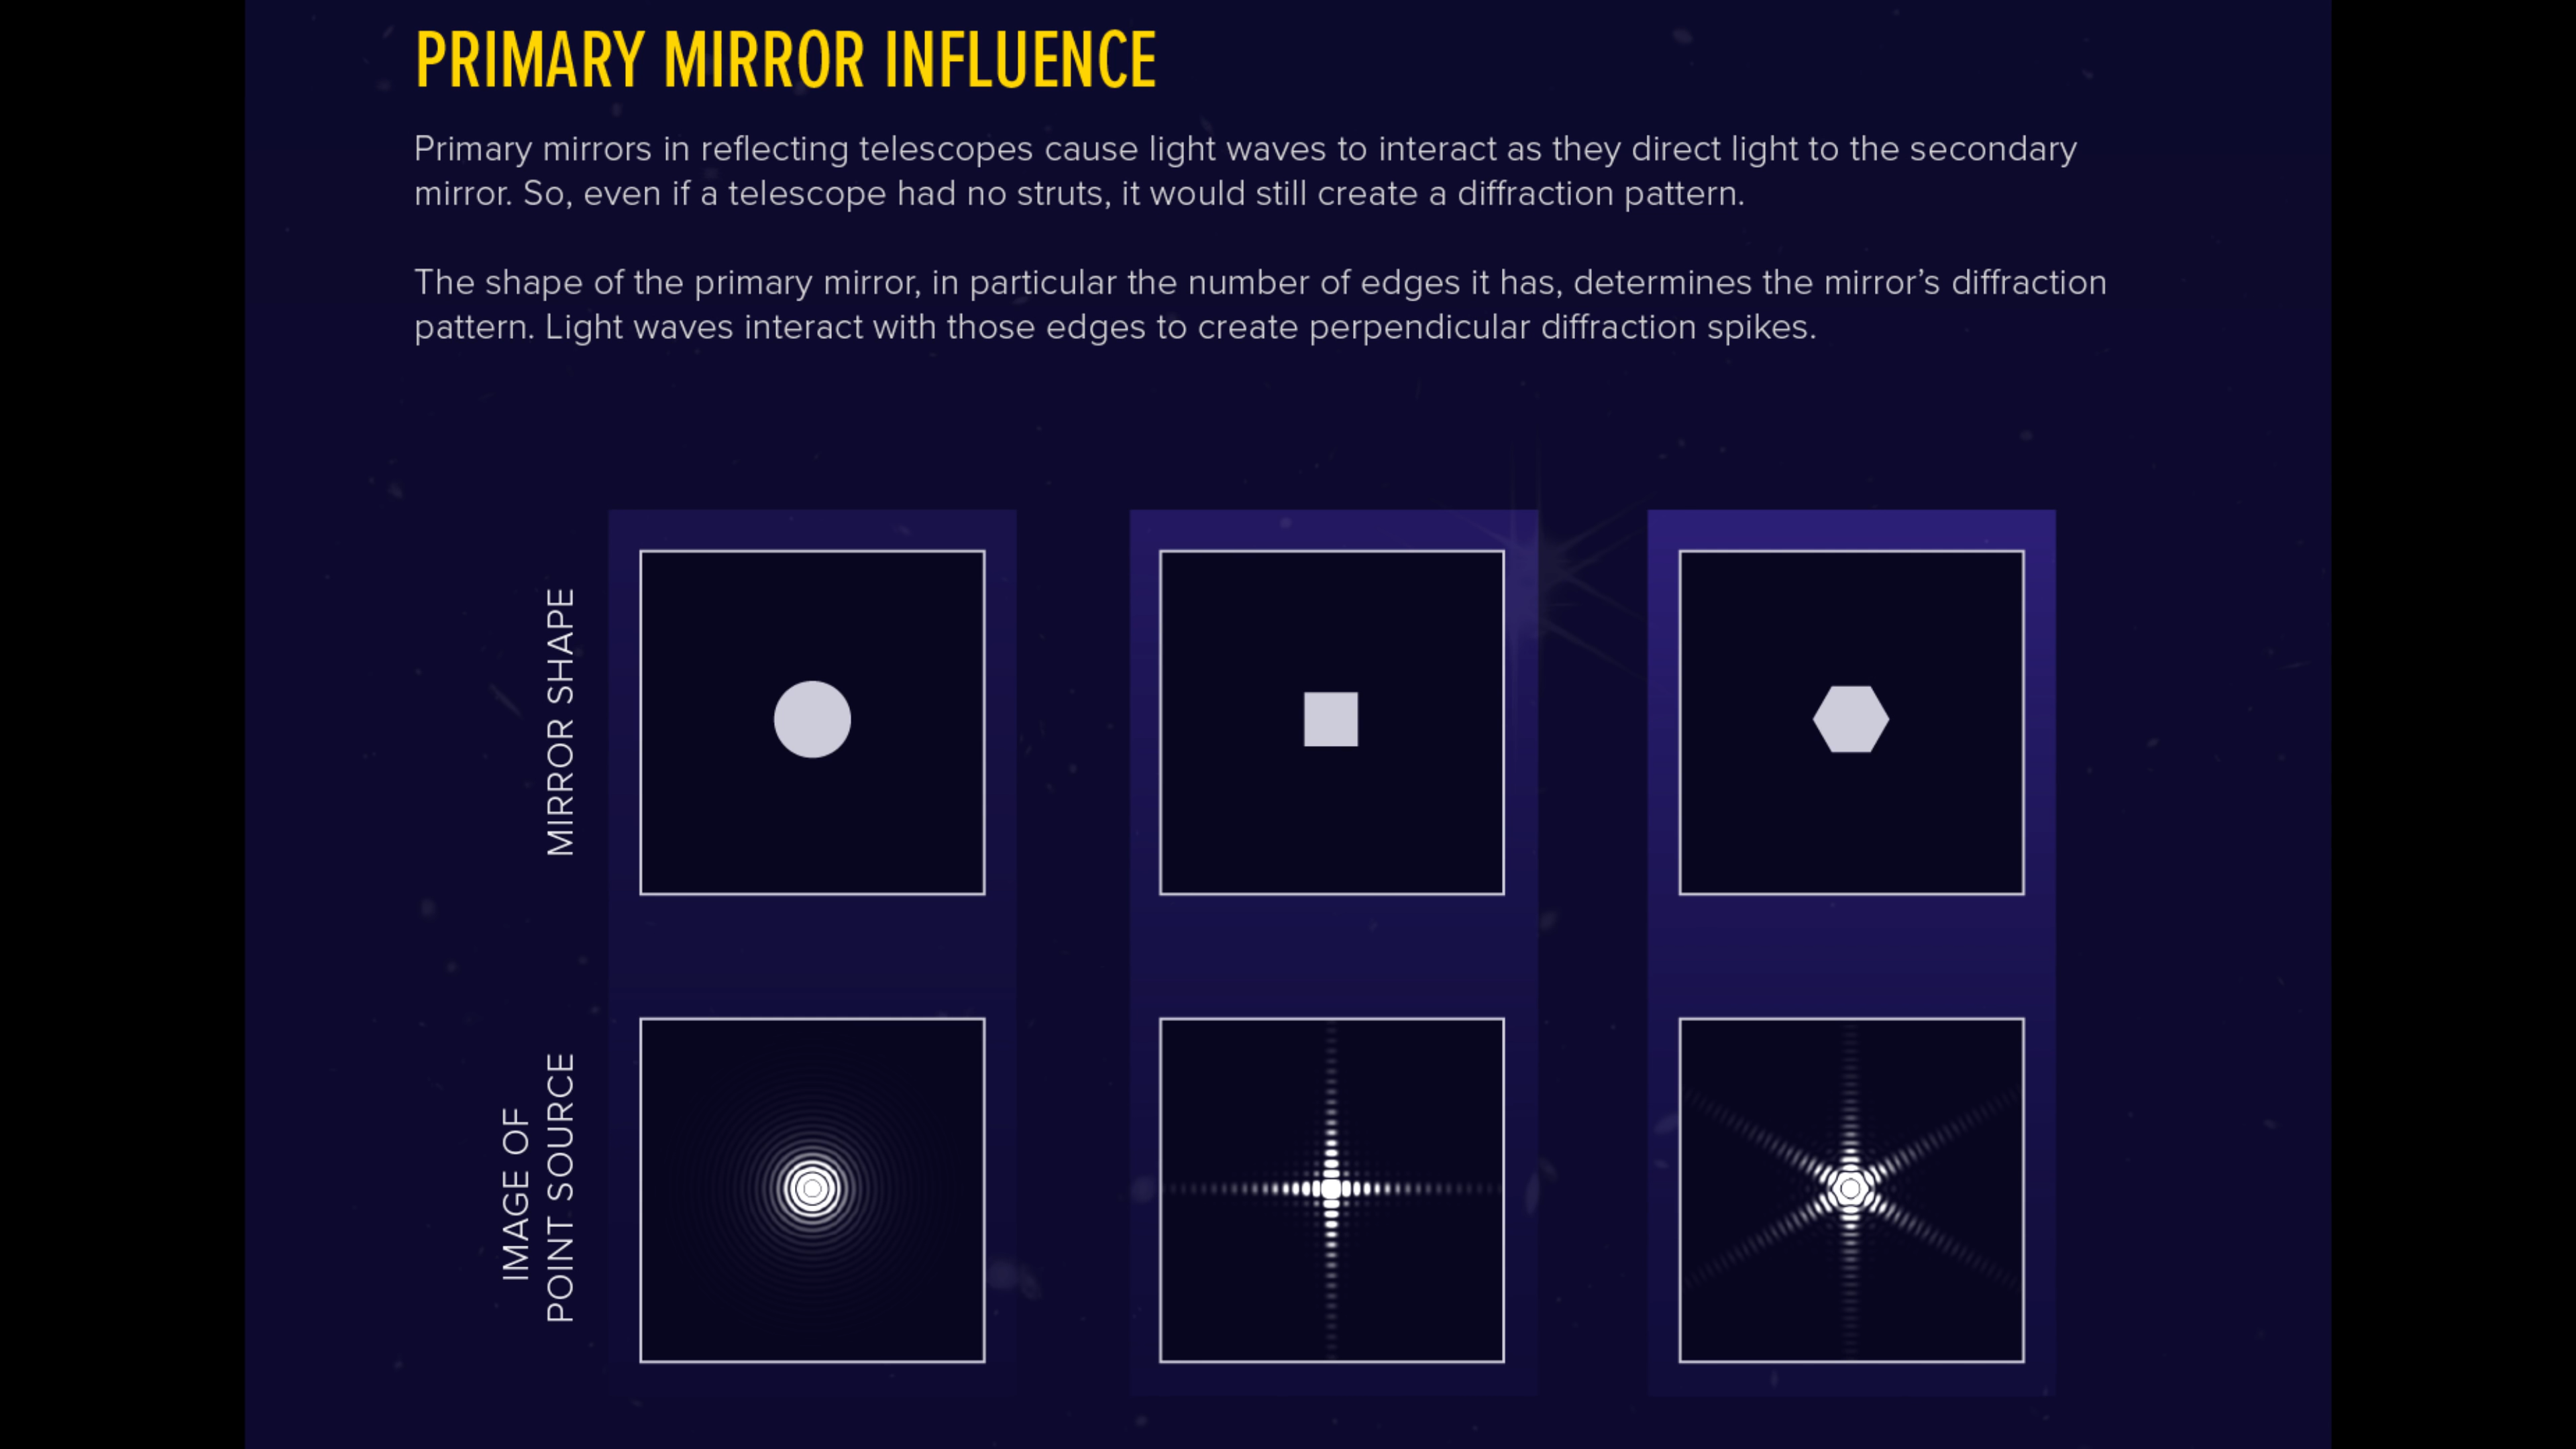 PRIMARY MIRROR INFLUENCE
Primary mirrors in reflecting telescopes cause light waves to interact as they direct light to the secondary
mirror. So, even if a telescope had no struts, it would still create a diffraction pattern.
The shape of the primary mirror, in particular the number of edges it has, determines the mirror’s diffraction
pattern. Light waves interact with those edges to create perpendicular diffraction spikes.
MIRROR SHAPE
IMAGE OF
POINT SOURCE